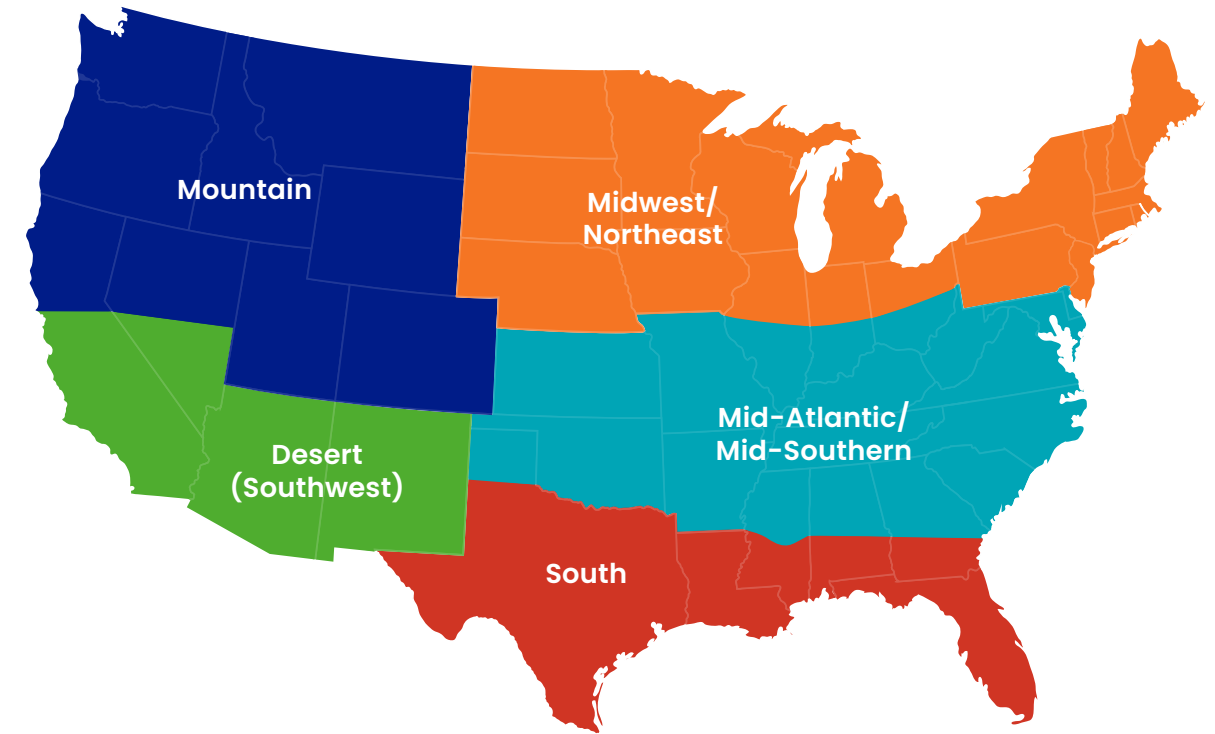 Mountain
Midwest/
Northeast
Mid-Atlantic/
Mid-Southern
Desert
(Southwest)
South